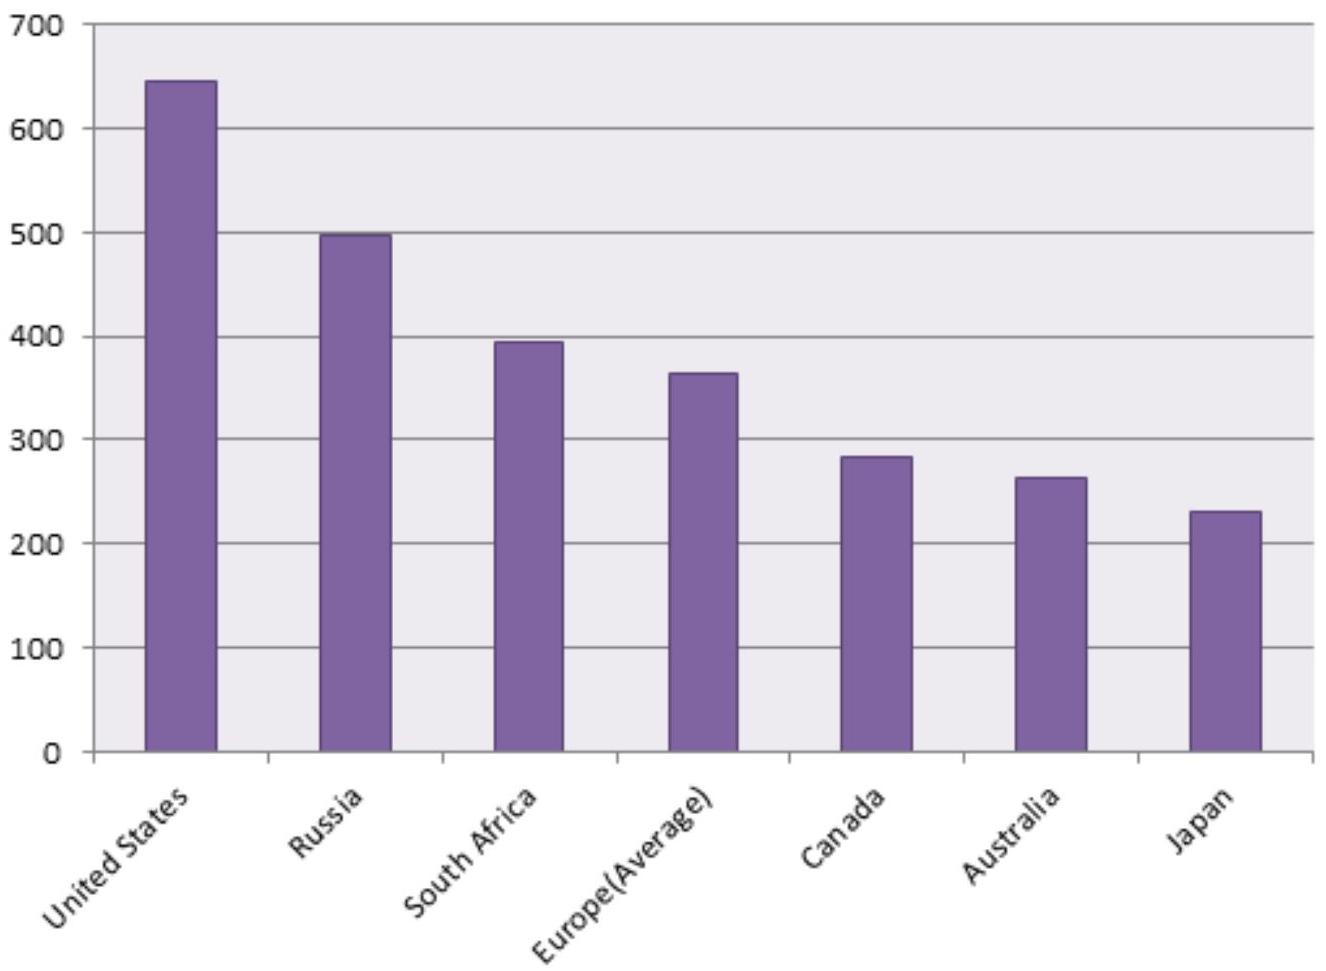 700
600
500
400
300
200
100
0
United States
Russia
South Africa
Europe(Average)
Canada
Australia
Japan